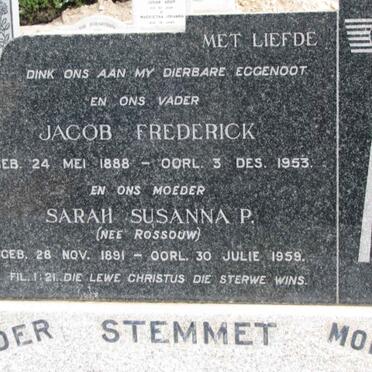 MET LIEFDE
DINK ONS AAN MY DIERBARE EGGENOOT
EN ONS VADER
JACOB FREDERICK
GEB. 24 MEI 1888 – OORL. 3 DES. 1953.
EN ONS MOEDER
SARAH SUSANNA P.
(NEE ROSSOUW)
GEB. 28 NOV. 1891 – OORL. 30 JULIE 1959.
FIL. 1:21. DIE LEWE CHRISTUS DIE STERWE WINS.
DER STEMMET MO